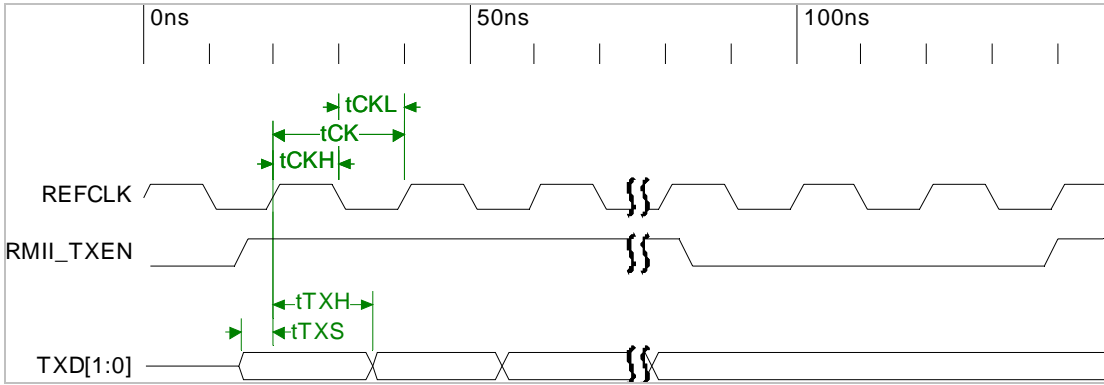 0ns 50ns 100ns
tCKL
tCK
tCKH
REFCLK
RMII_TXEN
tTXH
tTXS
TXD[1:0]